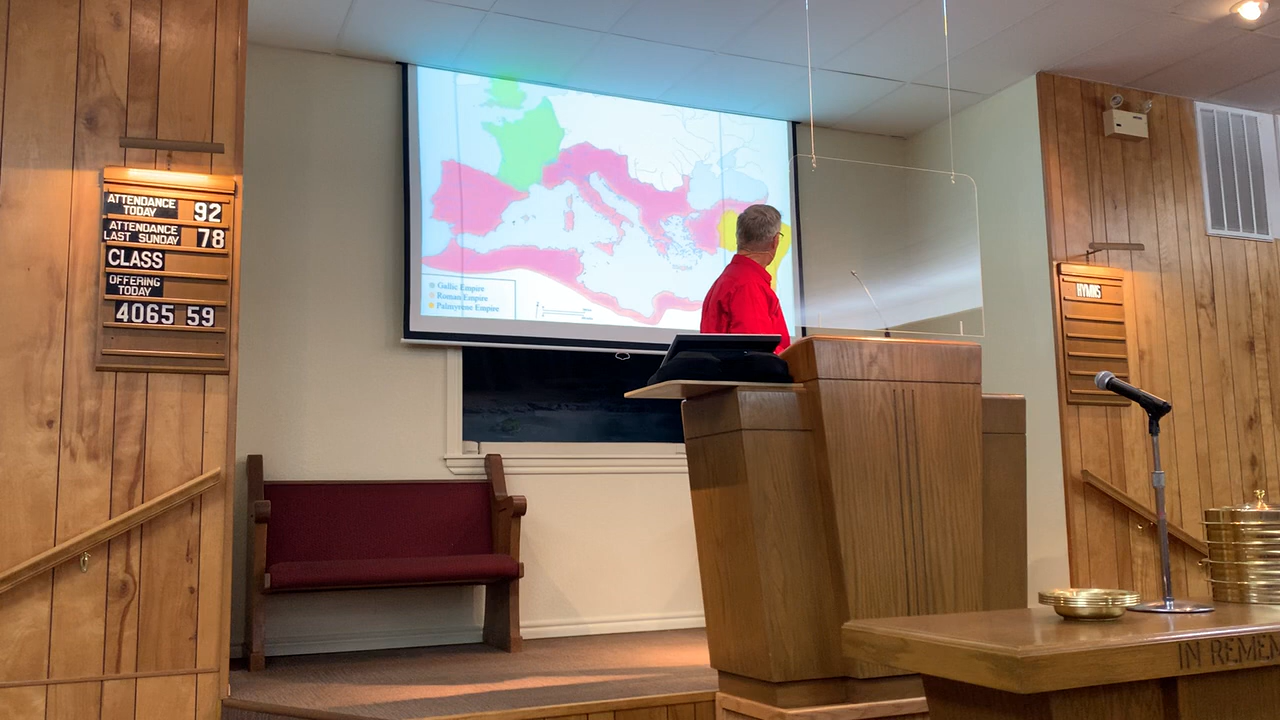 ATTENDANCE
TODAY 92
ATTENDANCE
LAST SUNDAY 78
CLASS
OFFERING
TODAY
4065 59
Gallic Empire
Roman Empire
Palmyrene Empire
HYMNS
IN REMEM